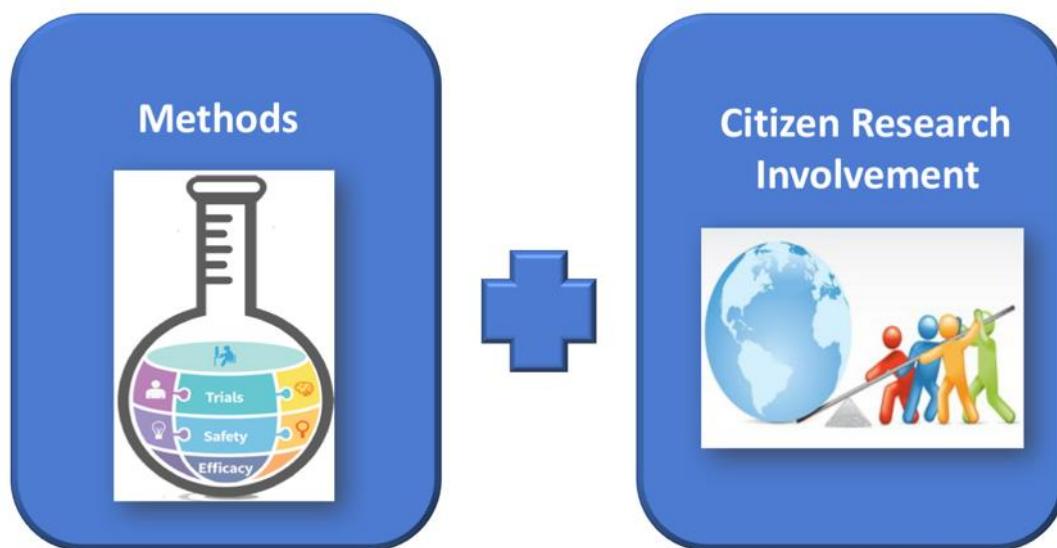 Methods
Trials
Safety
Efficacy
Citizen Research
Involvement